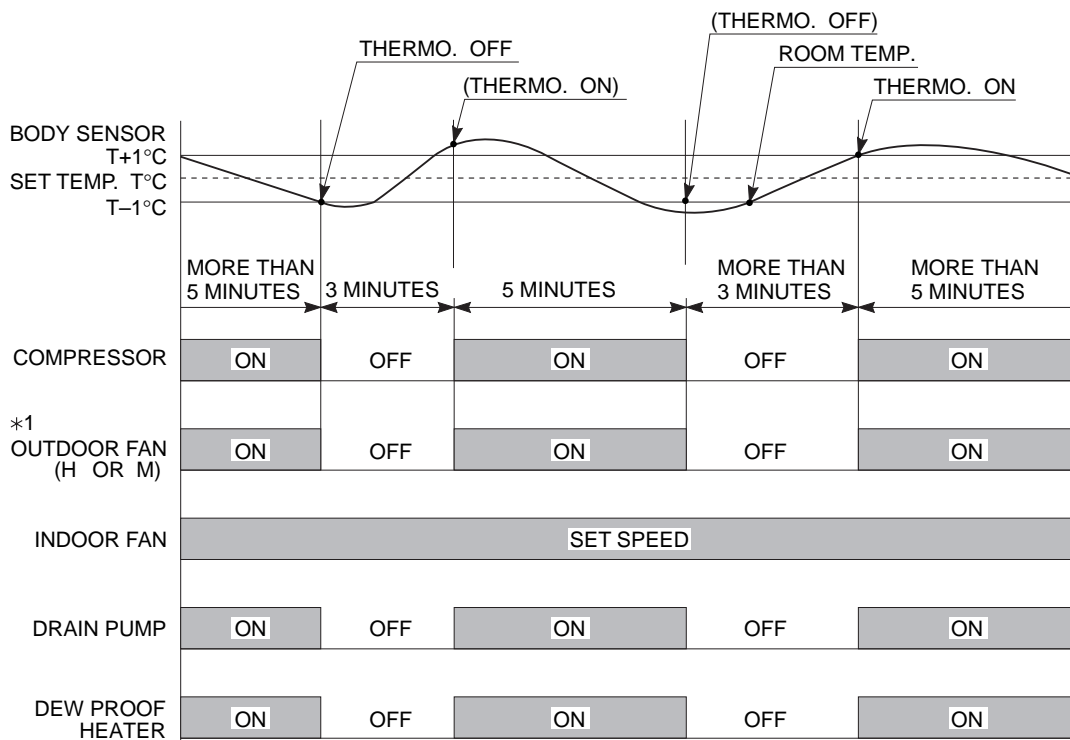 (THERMO. OFF)
THERMO. OFF
ROOM TEMP.
(THERMO. ON)
THERMO. ON
BODY SENSOR
T+1°C
SET TEMP. T°C
T–1°C
MORE THAN
5 MINUTES
3 MINUTES
5 MINUTES
MORE THAN
3 MINUTES
MORE THAN
5 MINUTES
COMPRESSOR ON OFF ON OFF ON
*1
OUTDOOR FAN
(H OR M)
ON OFF ON OFF ON
INDOOR FAN SET SPEED
DRAIN PUMP ON OFF ON OFF ON
DEW PROOF
HEATER
ON OFF ON OFF ON